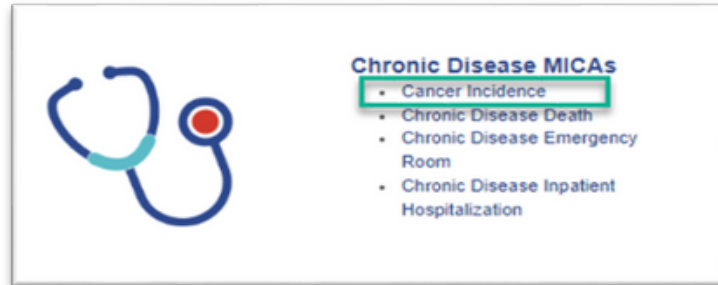 Chronic Disease MICAs
• Cancer Incidence
• Chronic Disease Death
• Chronic Disease Emergency
Room
• Chronic Disease Inpatient
Hospitalization